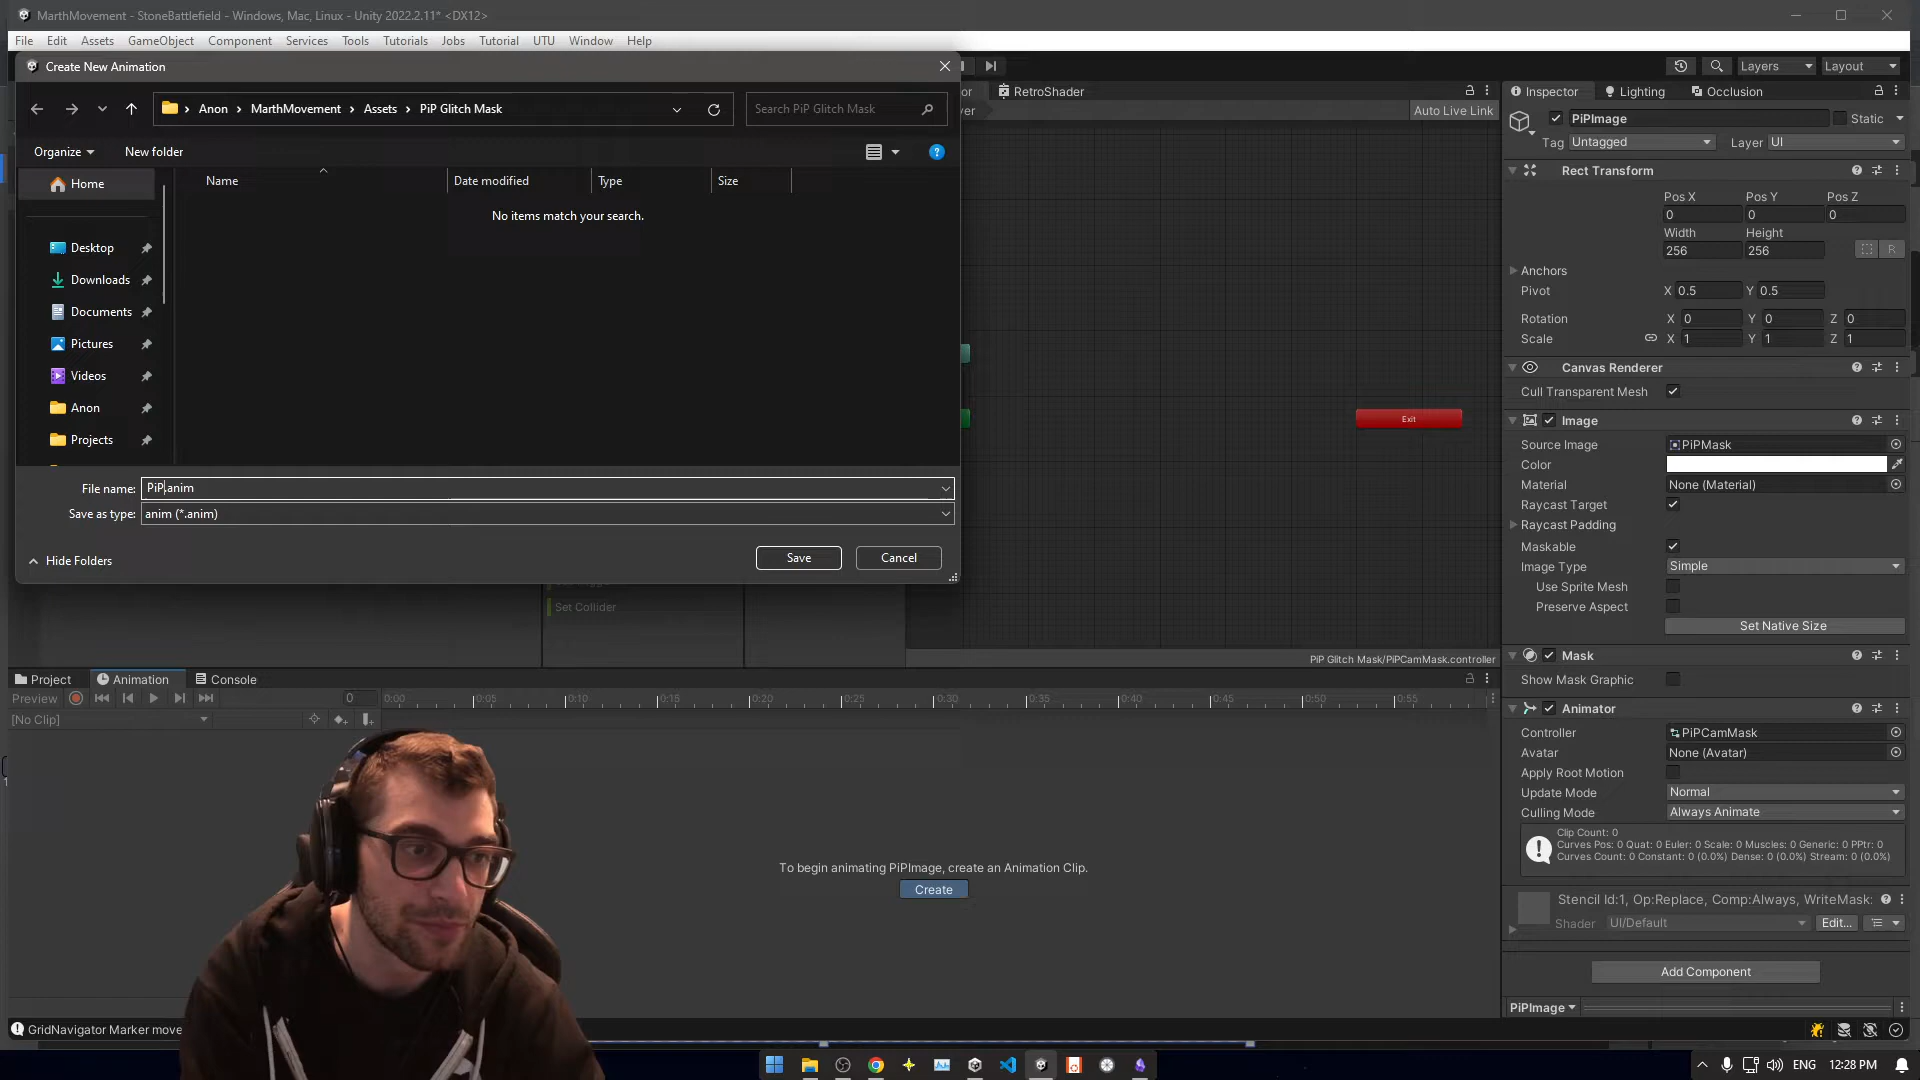 MarthMovement - StoneBattlefield - Windows, Mac, Linux - Unity 2022.2.11* <DX12>
File Edit Assets GameObject Component Services Tools Tutorials Jobs Tutorial UTU Window Help
Create New Animation
Layers Layout
Anon > MarthMovement > Assets > PiP Glitch Mask
Search PiP Glitch Mask
Organize New folder
Name Date modified Type Size
No items match your search.
Home
Desktop
Downloads
Documents
Pictures
Videos
Anon
Projects
File name: PiP.anim
Save as type: anim (*.anim)
Hide Folders
Save Cancel
RetroShader
Auto Live Link
Exit
Set Collider
PiP Glitch Mask/PiPCamMask.controller
Inspector Lighting Occlusion
PiPImage Static
Tag Untagged Layer UI
Rect Transform
Pos X Pos Y Pos Z
0 0 0
Width Height
256 256 R
Anchors
Pivot X 0.5 Y 0.5
Rotation X 0 Y 0 Z 0
Scale X 1 Y 1 Z 1
Canvas Renderer
Cull Transparent Mesh
Image
Source Image PiPMask
Color
Material None (Material)
Raycast Target
Raycast Padding
Maskable
Image Type Simple
Use Sprite Mesh
Preserve Aspect
Set Native Size
Mask
Show Mask Graphic
Animator
Controller PiPCamMask
Avatar None (Avatar)
Apply Root Motion
Update Mode Normal
Culling Mode Always Animate
Clip Count: 0
Curves Pos: 0 Quat: 0 Euler: 0 Scale: 0 Muscles: 0 Generic: 0 PPtr: 0
Curves Count: 0 Constant: 0 (0.0%) Dense: 0 (0.0%) Stream: 0 (0.0%)
Stencil Id:1, Op:Replace, Comp:Always, WriteMask:
Shader UI/Default Edit...
Add Component
PiPImage
Project Animation Console
Preview 0 0:00 0:05 0:10 0:15 0:20 0:25 0:30 0:35 0:40 0:45 0:50 0:55
[No Clip]
To begin animating PiPImage, create an Animation Clip.
Create
GridNavigator Marker move
ENG 12:28 PM